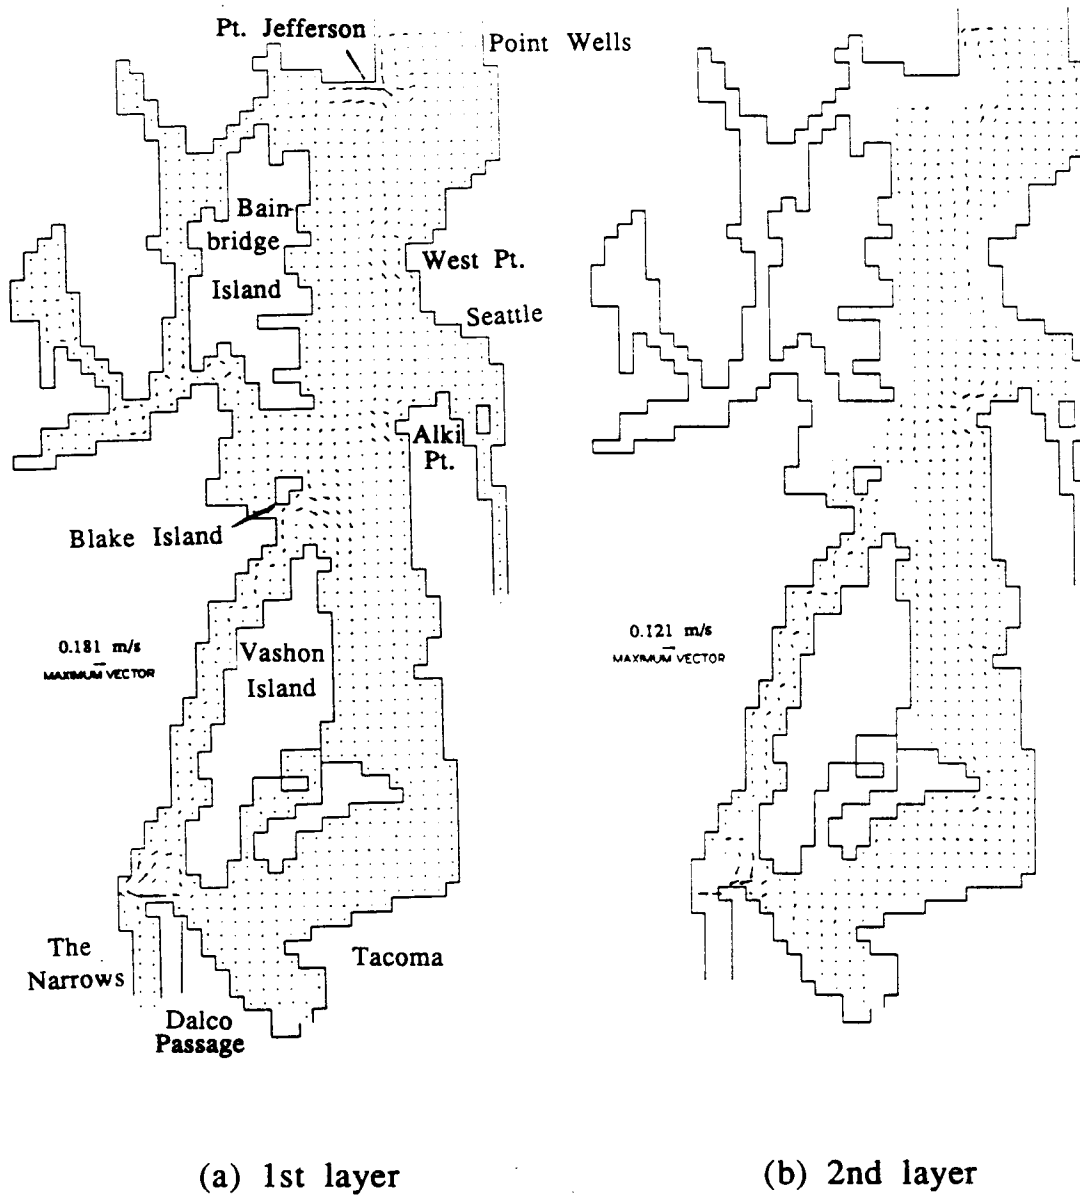 Pt. Jefferson
Point Wells
Bain-
bridge
Island
West Pt.
Seattle
Alki
Pt.
Blake Island
0.181 m/s
MAXIMUM VECTOR
Vashon
Island
The
Narrows
Tacoma
Dalco
Passage
0.121 m/s
MAXIMUM VECTOR
(a) 1st layer
(b) 2nd layer